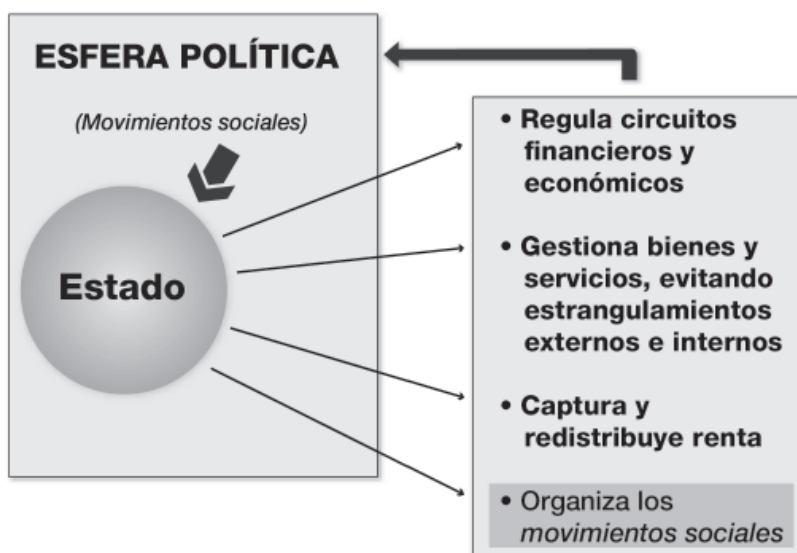 ESFERA POLÍTICA
(Movimientos sociales)
Estado
• Regula circuitos
financieros y
económicos
• Gestiona bienes y
servicios, evitando
estrangulamientos
externos e internos
• Captura y
redistribuye renta
• Organiza los
movimientos sociales